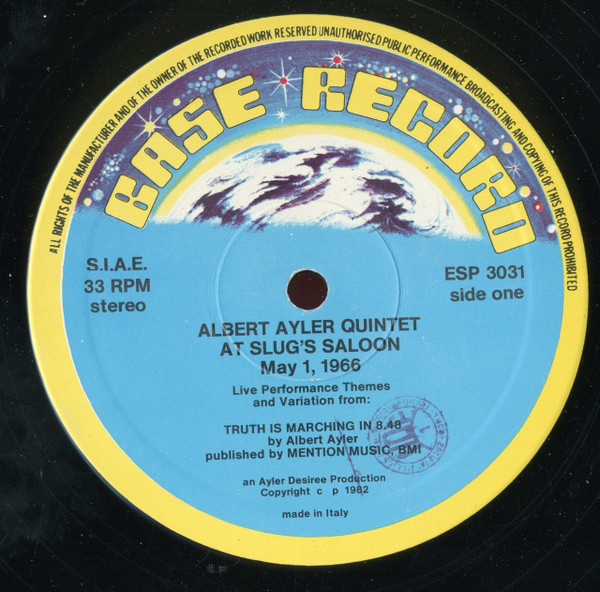 ALL RIGHTS OF THE MANUFACTURER AND OF THE OWNER OF THE RECORDED WORK RESERVED UNAUTHORISED PUBLIC PERFORMANCE BROADCASTING AND COPYING OF THIS RECORD PROHIBITED
BASE RECORD
S.I.A.E.
33 RPM
stereo
ESP 3031
side one
ALBERT AYLER QUINTET
AT SLUG'S SALOON
May 1, 1966
Live Performance Themes
and Variation from:
TRUTH IS MARCHING IN 8.48
by Albert Ayler
published by MENTION MUSIC, BMI
an Ayler Desiree Production
Copyright c p 1982
made in Italy